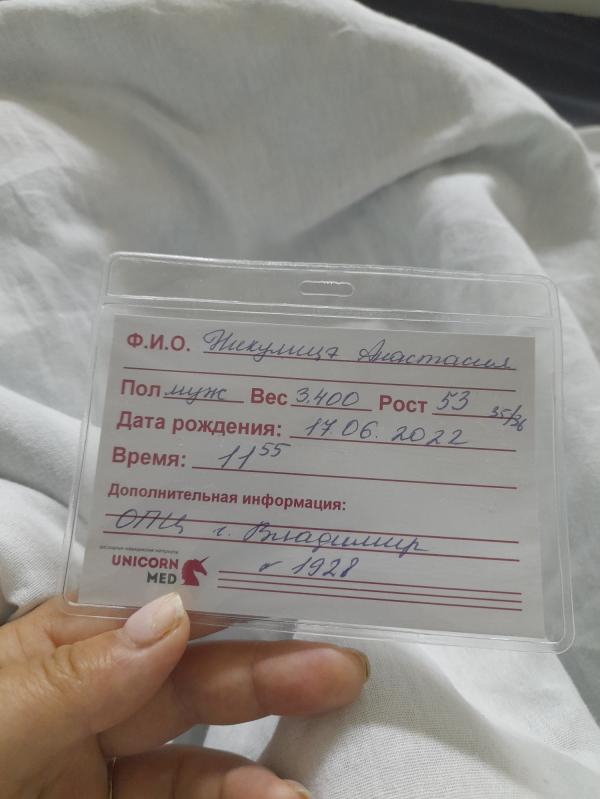 Ф.И.О. Никулица Анастасия
Пол муж Вес 3.400 Рост 53 35/36
Дата рождения: 17.06.2022
Время: 11 55
Дополнительная информация:
ОПЦ г. Владимир
UNICORN
MED
1928